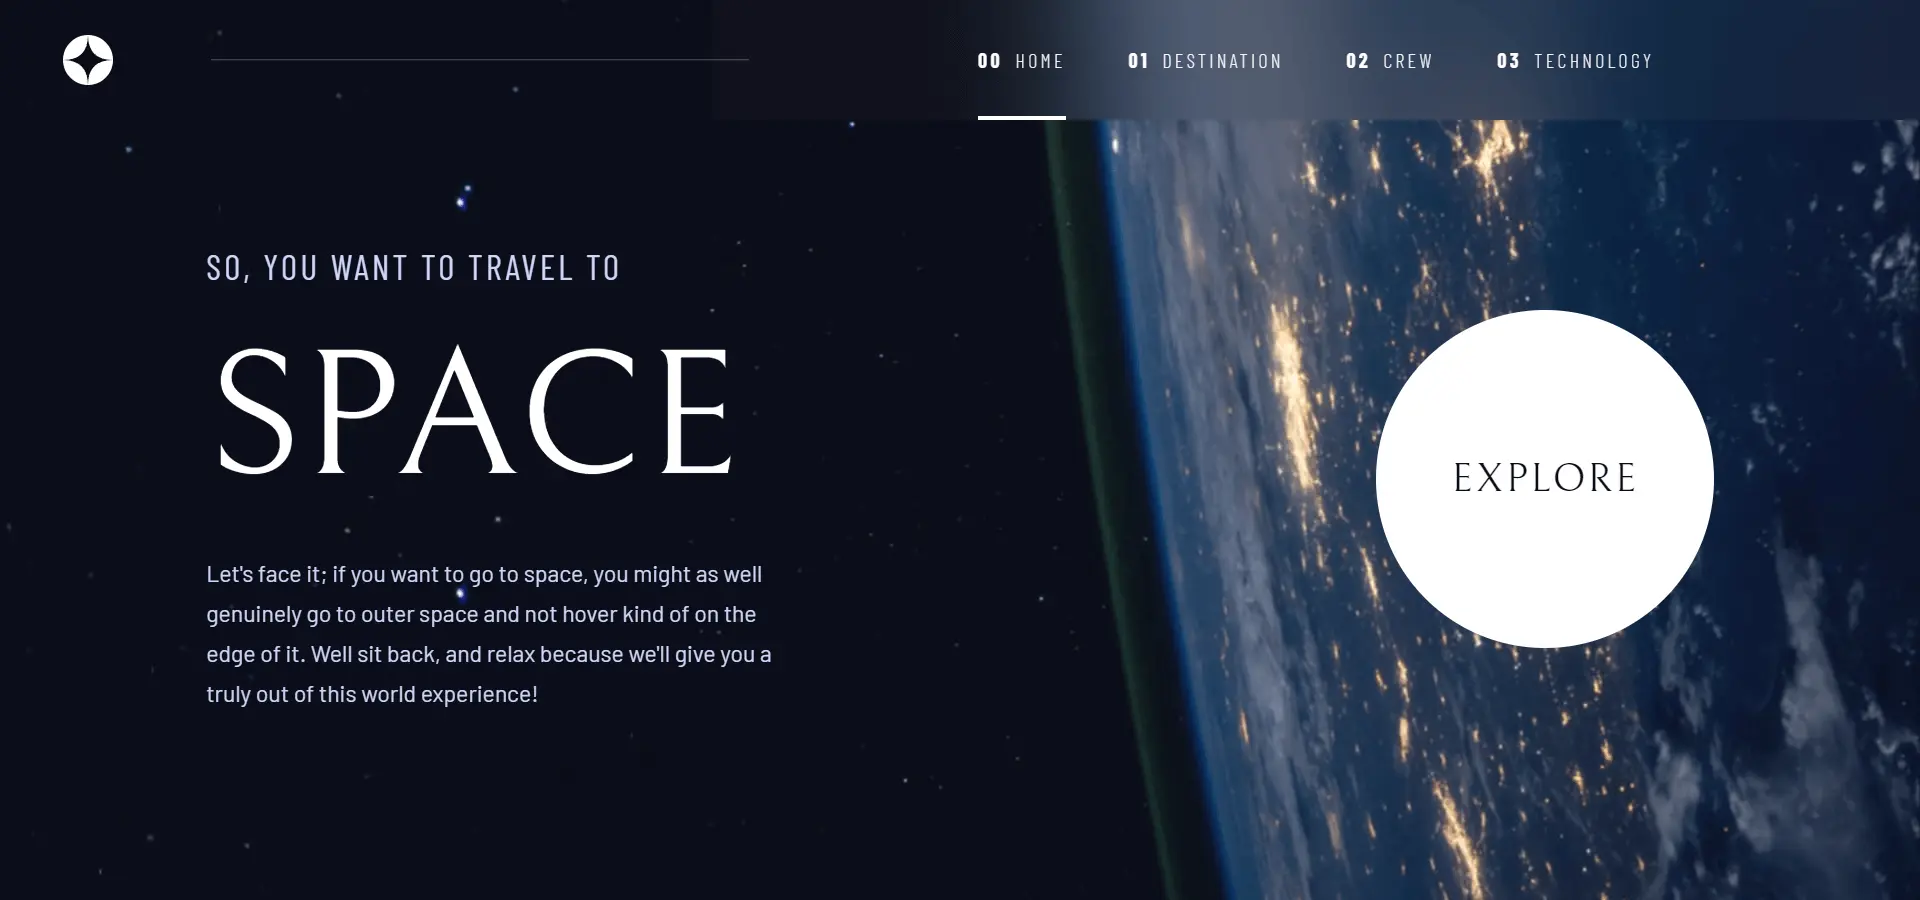 00 HOME 01 DESTINATION 02 CREW 03 TECHNOLOGY
SO, YOU WANT TO TRAVEL TO
SPACE
Let's face it; if you want to go to space, you might as well
genuinely go to outer space and not hover kind of on the
edge of it. Well sit back, and relax because we'll give you a
truly out of this world experience!
EXPLORE